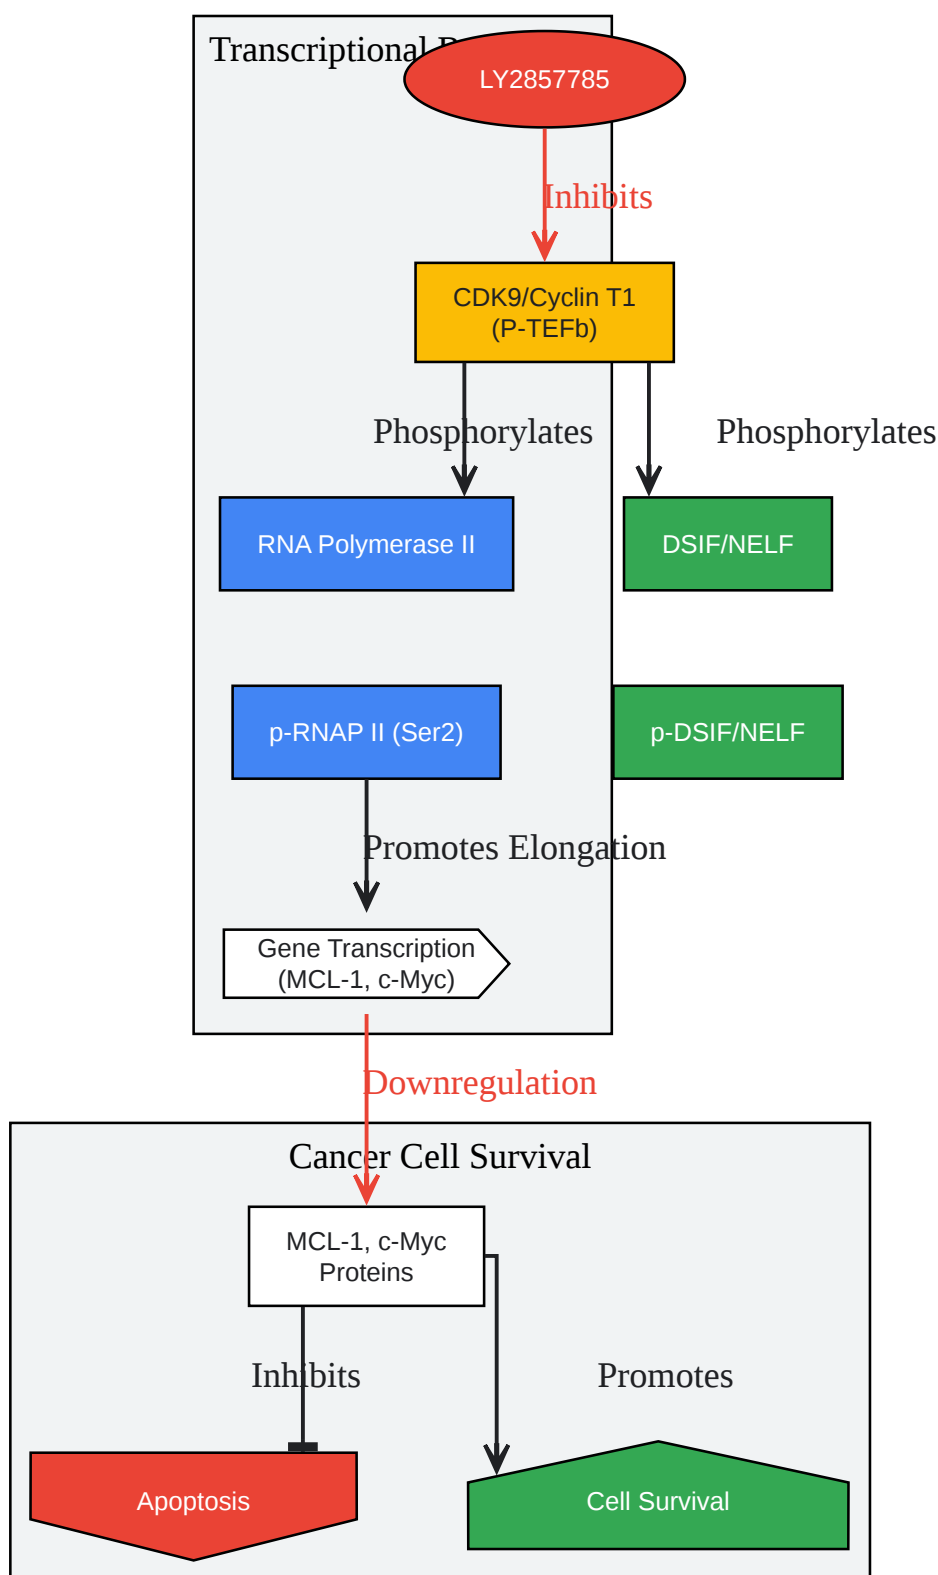 Transcriptional
LY2857785
Inhibits
CDK9/Cyclin T1
(P-TEFb)
Phosphorylates
Phosphorylates
RNA Polymerase II
DSIF/NELF
p-RNAP II (Ser2)
p-DSIF/NELF
Promotes Elongation
Gene Transcription
(MCL-1, c-Myc)
Downregulation
Cancer Cell Survival
MCL-1, c-Myc
Proteins
Inhibits
Promotes
Apoptosis
Cell Survival